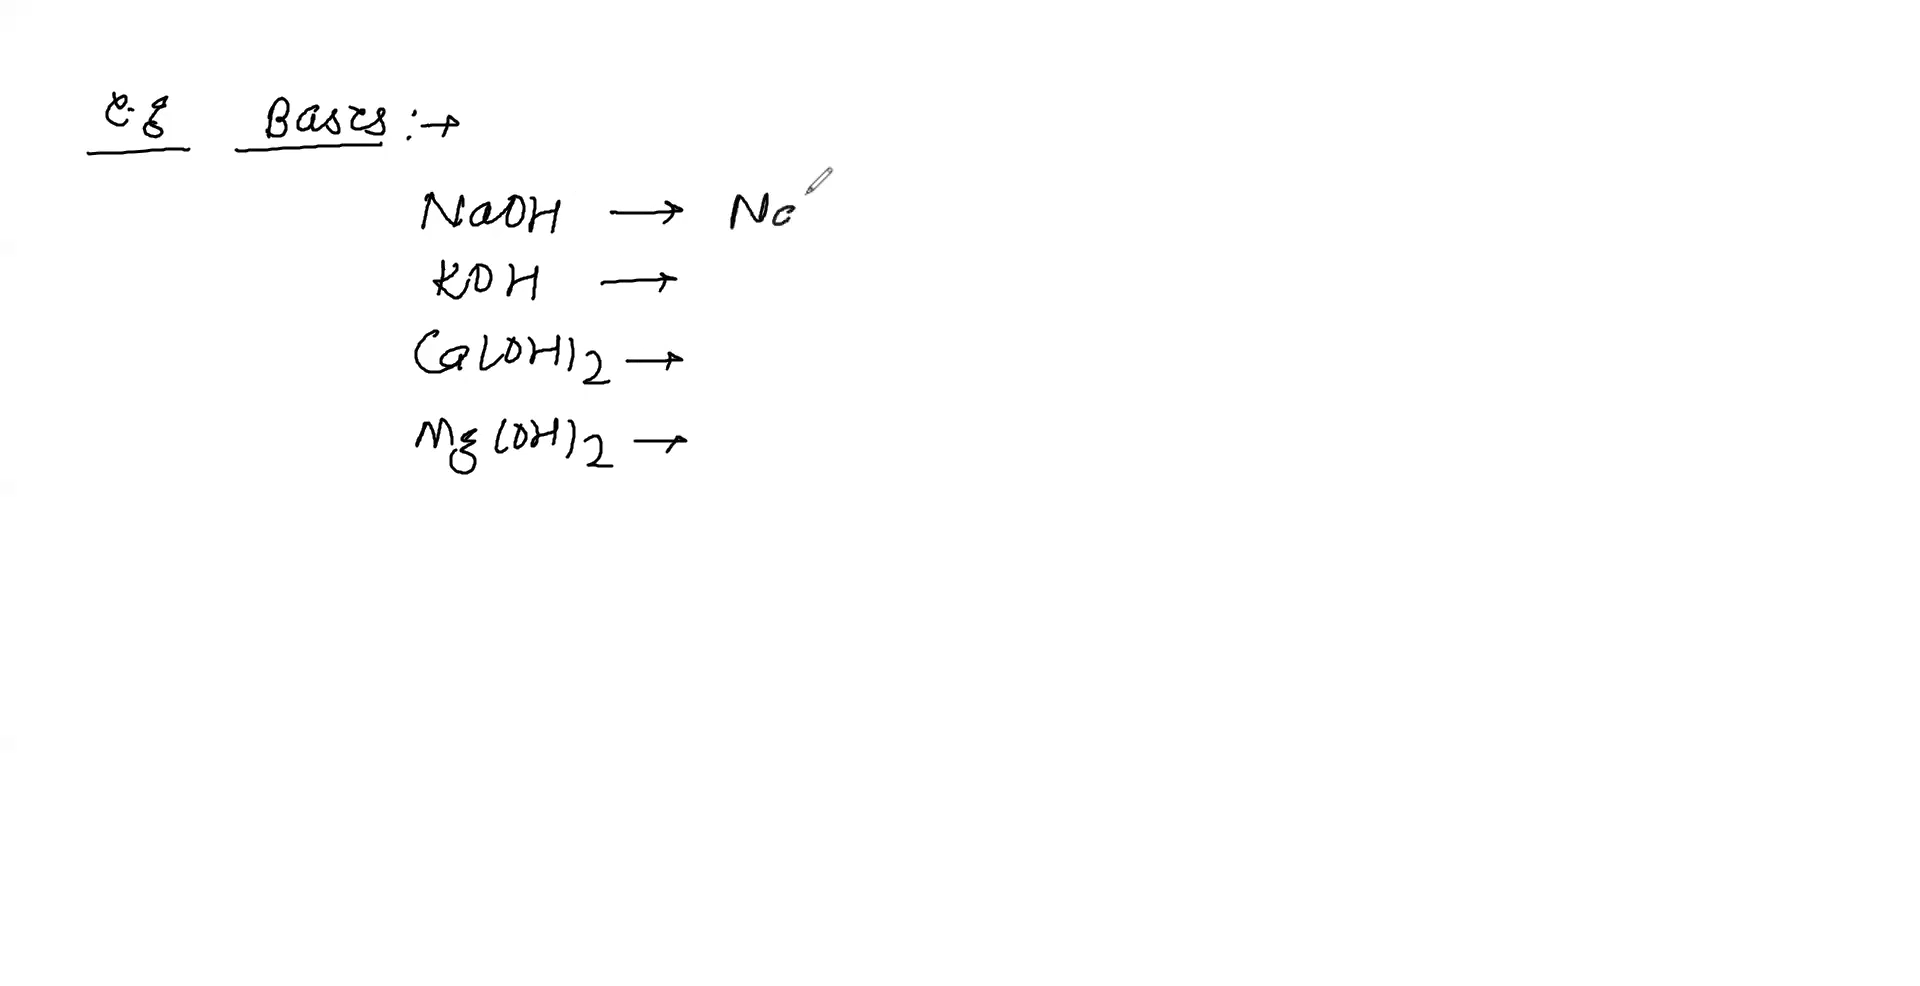 e.g Bases :→
NaOH → Na
KOH →
Ca(OH)2 →
Mg(OH)2 →